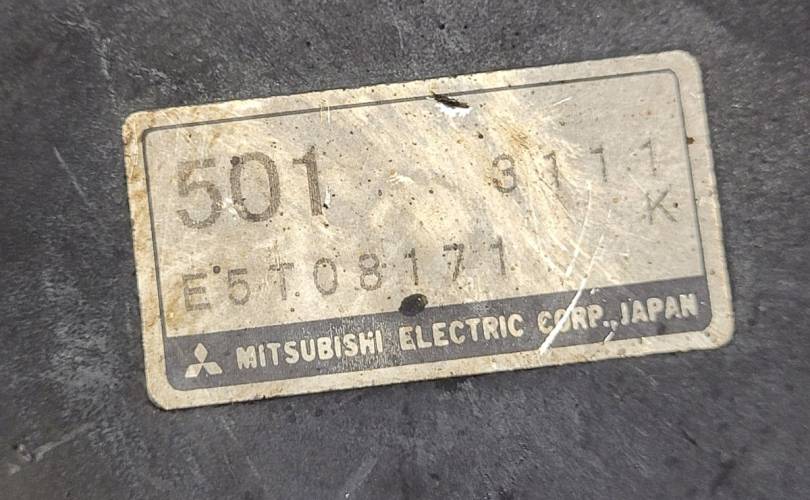 501 3111
K
E5T08171
MITSUBISHI ELECTRIC CORP., JAPAN